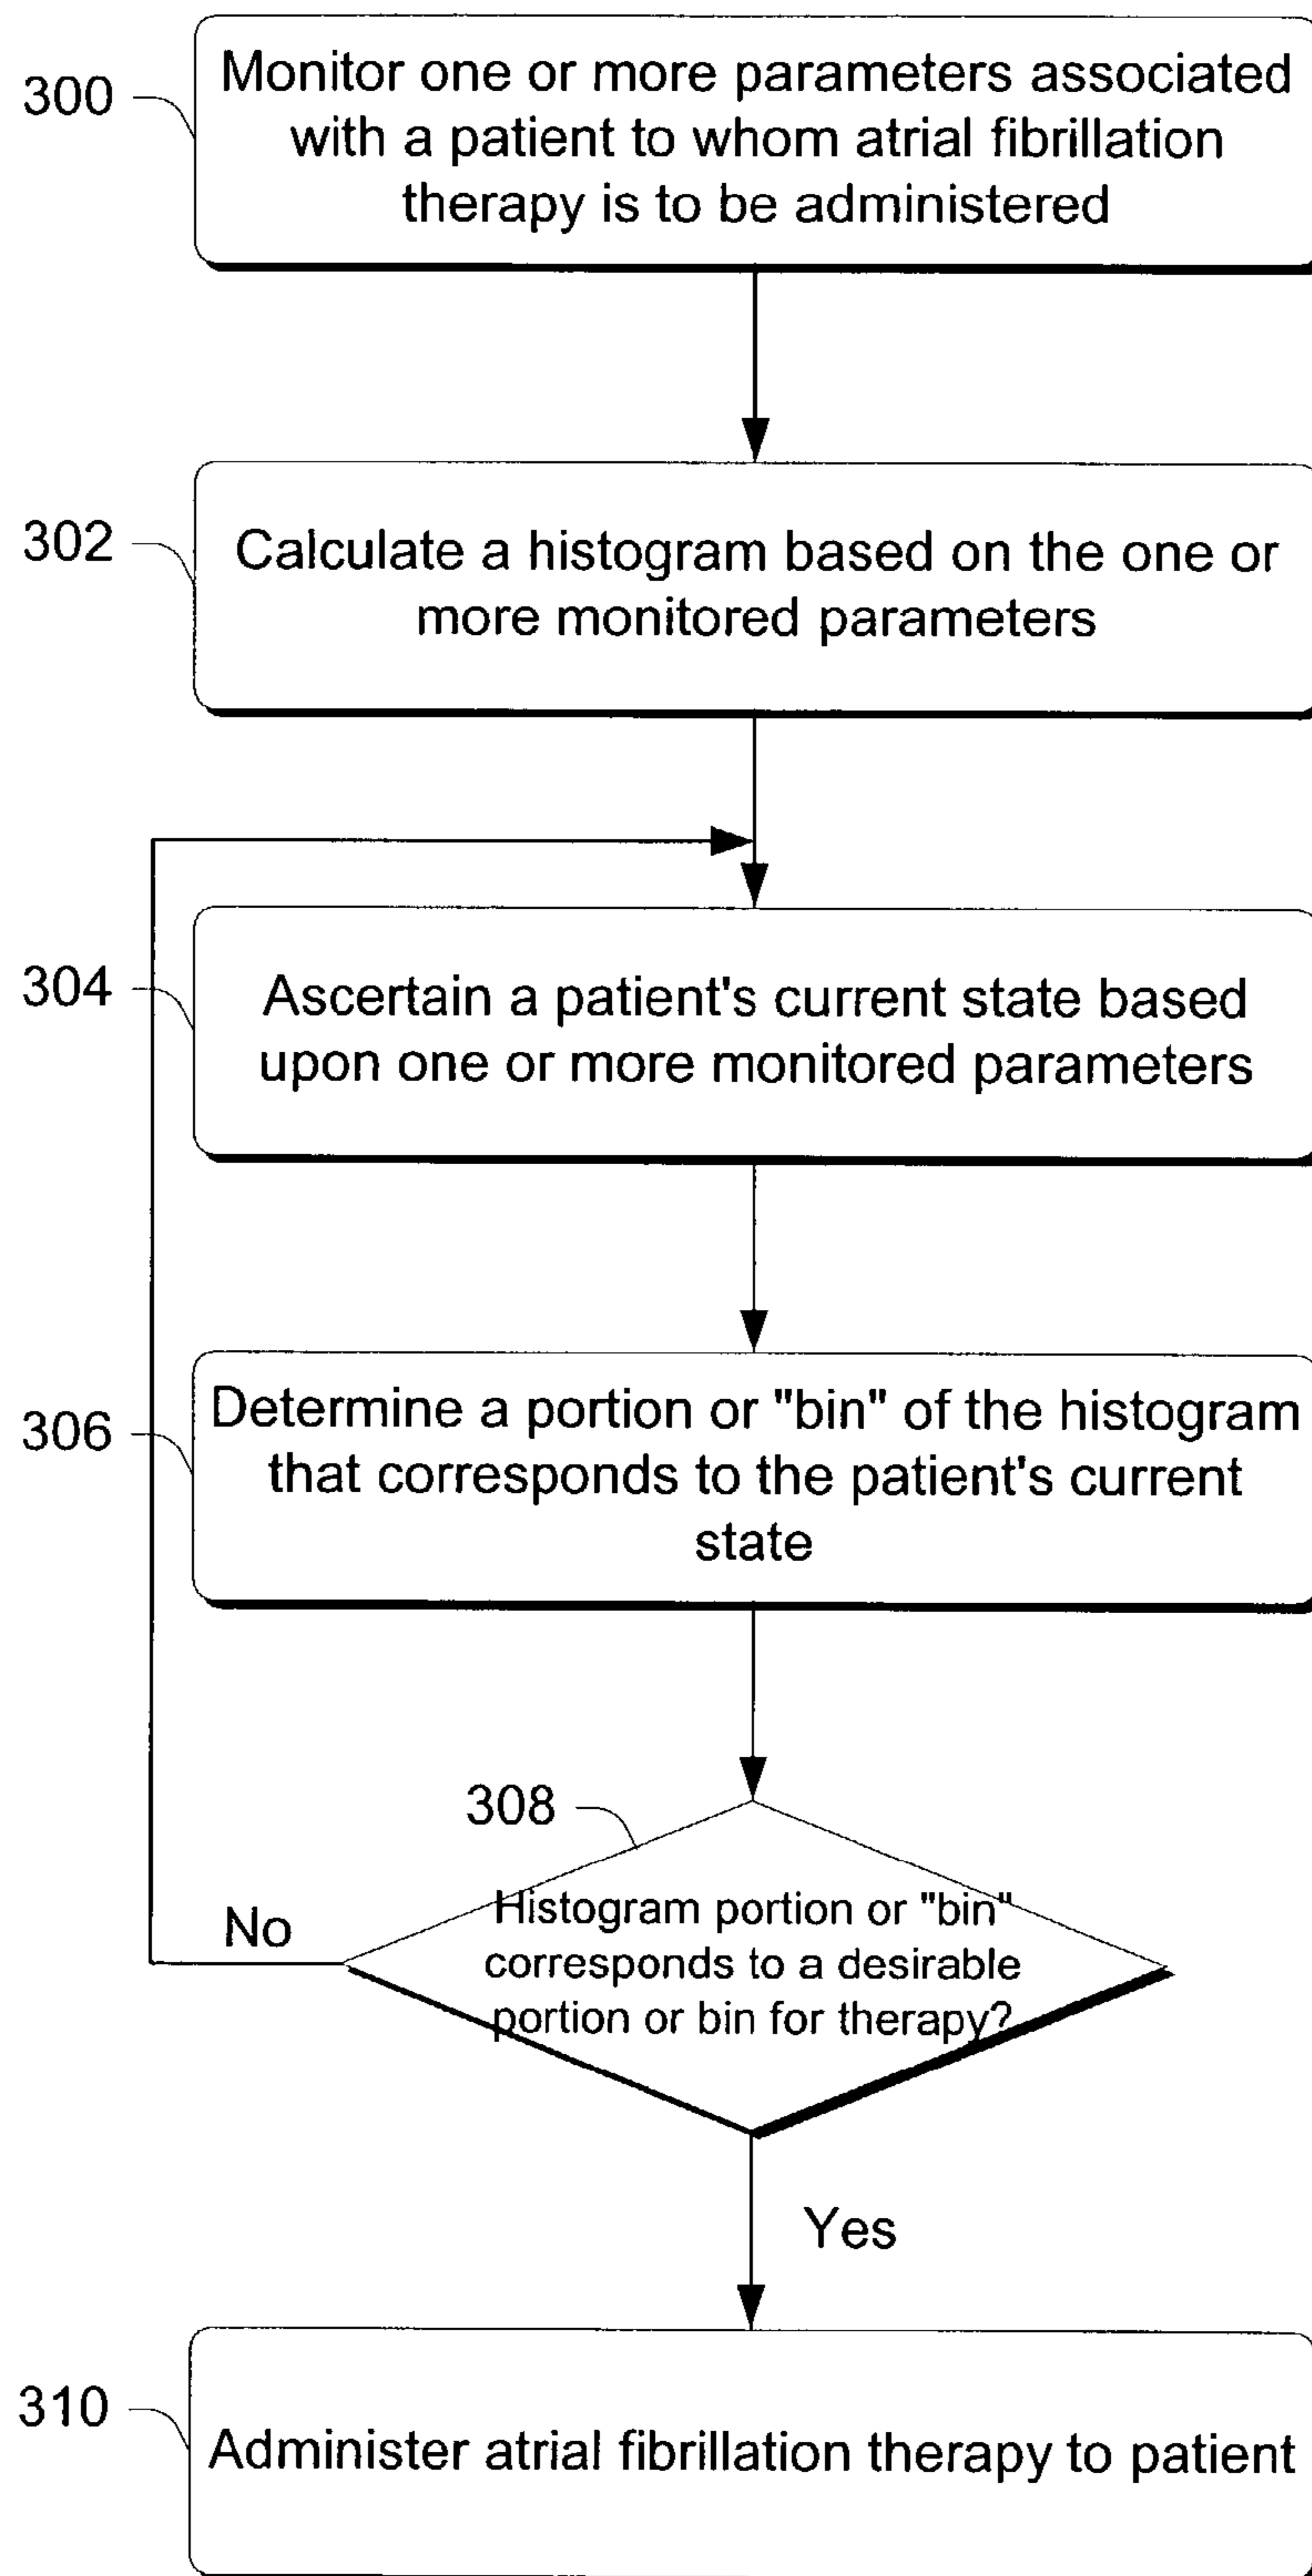 300
Monitor one or more parameters associated
with a patient to whom atrial fibrillation
therapy is to be administered
302
Calculate a histogram based on the one or
more monitored parameters
304
Ascertain a patient's current state based
upon one or more monitored parameters
306
Determine a portion or "bin" of the histogram
that corresponds to the patient's current
state
308
Histogram portion or "bin"
corresponds to a desirable
portion or bin for therapy?
No
Yes
310
Administer atrial fibrillation therapy to patient